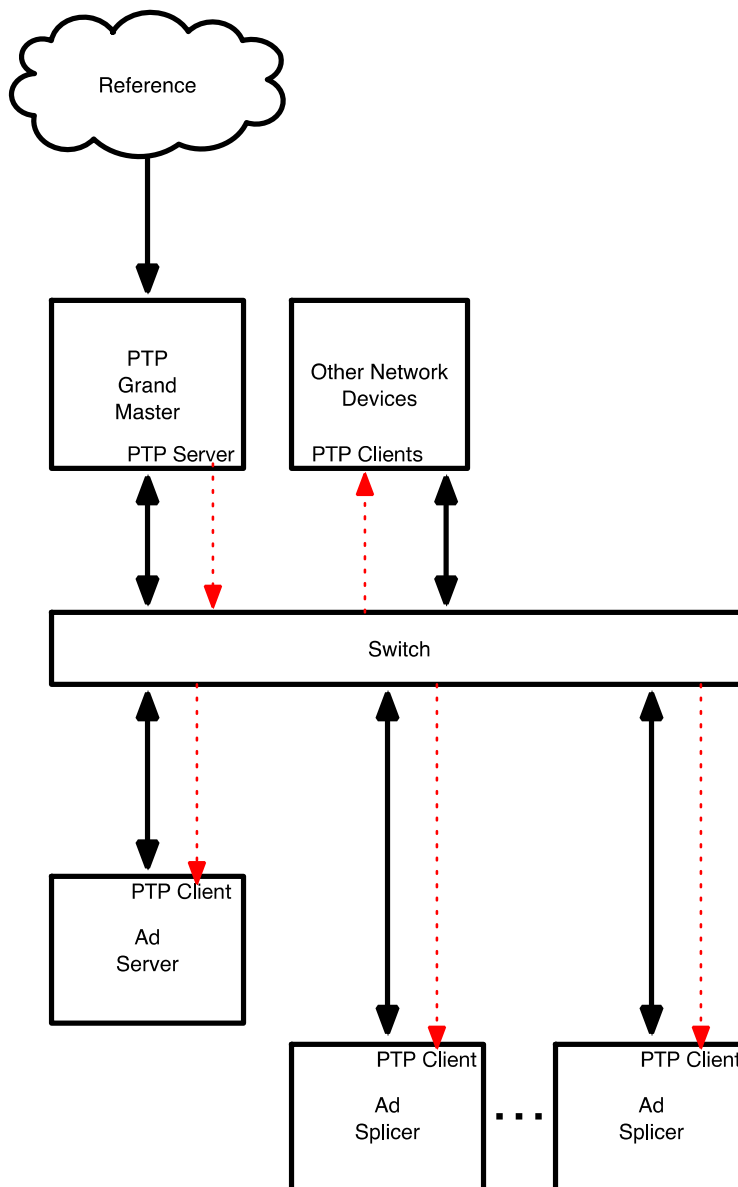 Reference
PTP
Grand
Master
PTP Server
Other Network
Devices
PTP Clients
Switch
PTP Client
Ad
Server
PTP Client
Ad
Splicer
...
PTP Client
Ad
Splicer